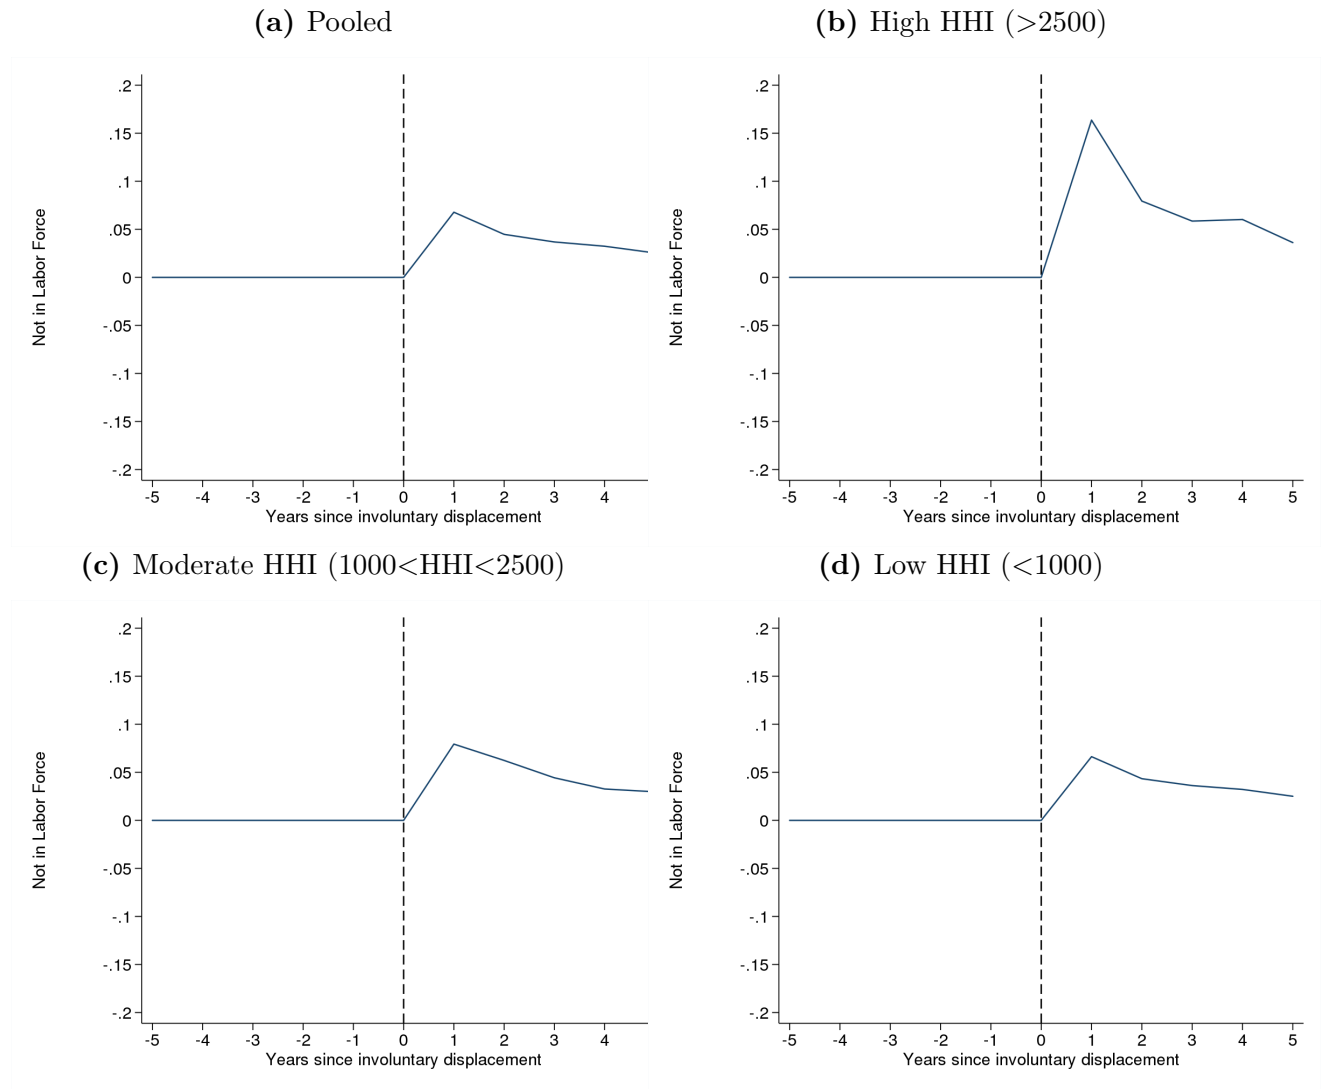 (a) Pooled
.2
.15
.1
.05
0
-.05
-.1
-.15
-.2
Not in Labor Force
-5 -4 -3 -2 -1 0 1 2 3 4
Years since involuntary displacement
(b) High HHI (>2500)
.2
.15
.1
.05
0
-.05
-.1
-.15
-.2
Not in Labor Force
-5 -4 -3 -2 -1 0 1 2 3 4 5
Years since involuntary displacement
(c) Moderate HHI (1000<HHI<2500)
.2
.15
.1
.05
0
-.05
-.1
-.15
-.2
Not in Labor Force
-5 -4 -3 -2 -1 0 1 2 3 4
Years since involuntary displacement
(d) Low HHI (<1000)
.2
.15
.1
.05
0
-.05
-.1
-.15
-.2
Not in Labor Force
-5 -4 -3 -2 -1 0 1 2 3 4 5
Years since involuntary displacement